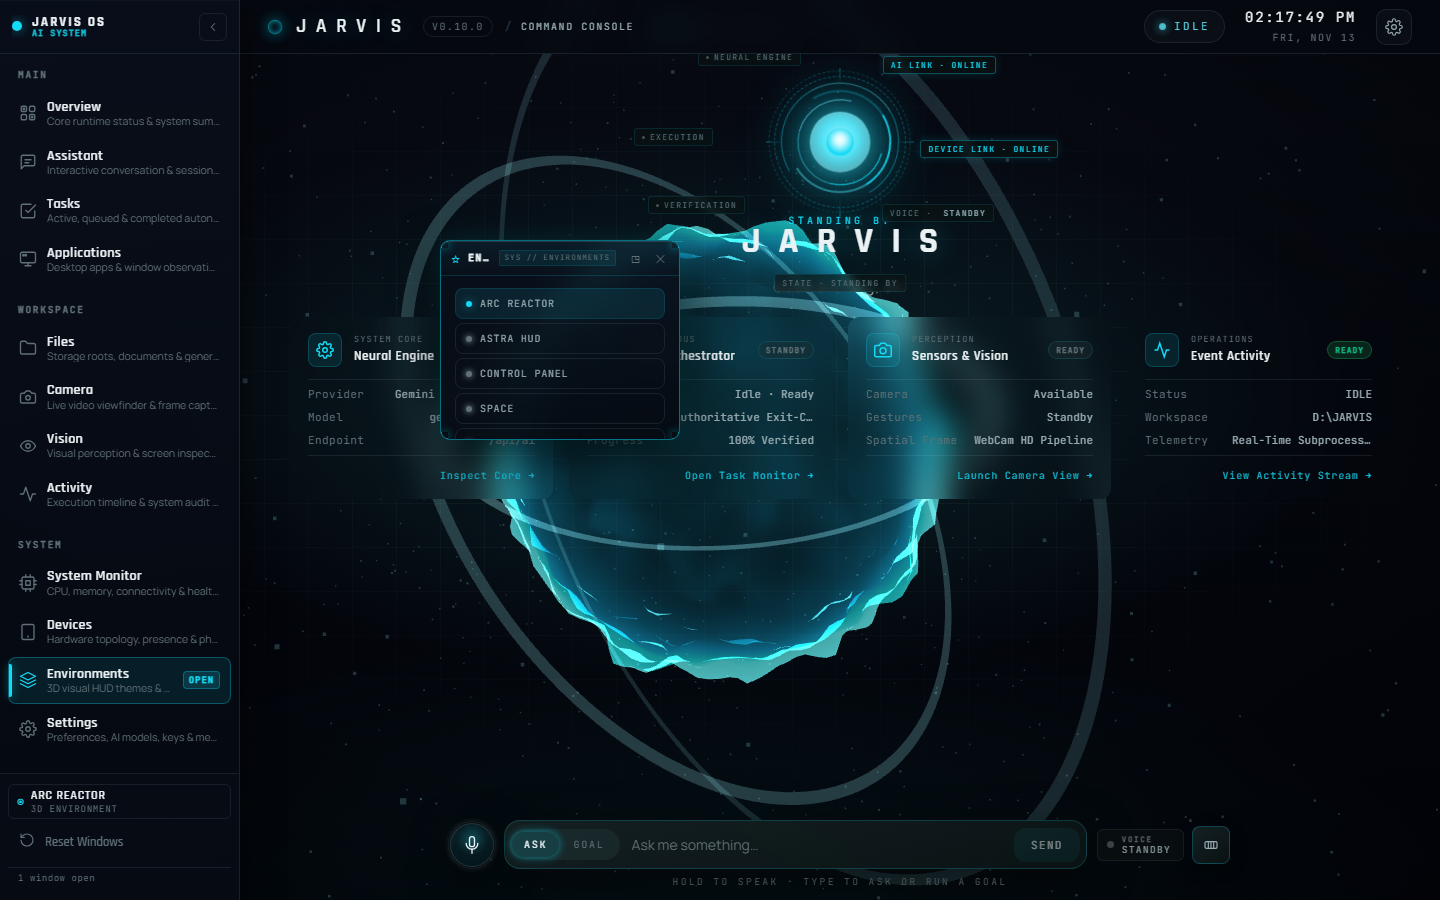 JARVIS OS
AI SYSTEM
MAIN
Overview
Core runtime status & system sum...
Assistant
Interactive conversation & session...
Tasks
Active, queued & completed auton...
Applications
Desktop apps & window observati...
WORKSPACE
Files
Storage roots, documents & gener...
Camera
Live video viewfinder & frame capt...
Vision
Visual perception & screen inspec...
Activity
Execution timeline & system audit ...
SYSTEM
System Monitor
CPU, memory, connectivity & healt...
Devices
Hardware topology, presence & ph...
Environments
3D visual HUD themes & ...
OPEN
Settings
Preferences, AI models, keys & me...
ARC REACTOR
3D ENVIRONMENT
Reset Windows
1 window open
JARVIS
V0.10.0
/ COMMAND CONSOLE
IDLE
02:17:49 PM
FRI, NOV 13
NEURAL ENGINE
AI LINK · ONLINE
EXECUTION
DEVICE LINK · ONLINE
VERIFICATION
VOICE · STANDBY
STANDING B
JARVIS
STATE · STANDING BY
EN…
SYS // ENVIRONMENTS
ARC REACTOR
ASTRA HUD
CONTROL PANEL
SPACE
SYSTEM CORE
Neural Engine
Provider Gemini
Model
Endpoint /api/ai
Inspect Core →
STANDBY
Idle · Ready
uthoritative Exit-C…
Progress 100% Verified
Open Task Monitor →
PERCEPTION
Sensors & Vision
READY
Camera Available
Gestures Standby
Spatial Frame WebCam HD Pipeline
Launch Camera View →
OPERATIONS
Event Activity
READY
Status IDLE
Workspace D:\JARVIS
Telemetry Real-Time Subprocess…
View Activity Stream →
ASK
GOAL
Ask me something...
SEND
VOICE
STANDBY
HOLD TO SPEAK · TYPE TO ASK OR RUN A GOAL